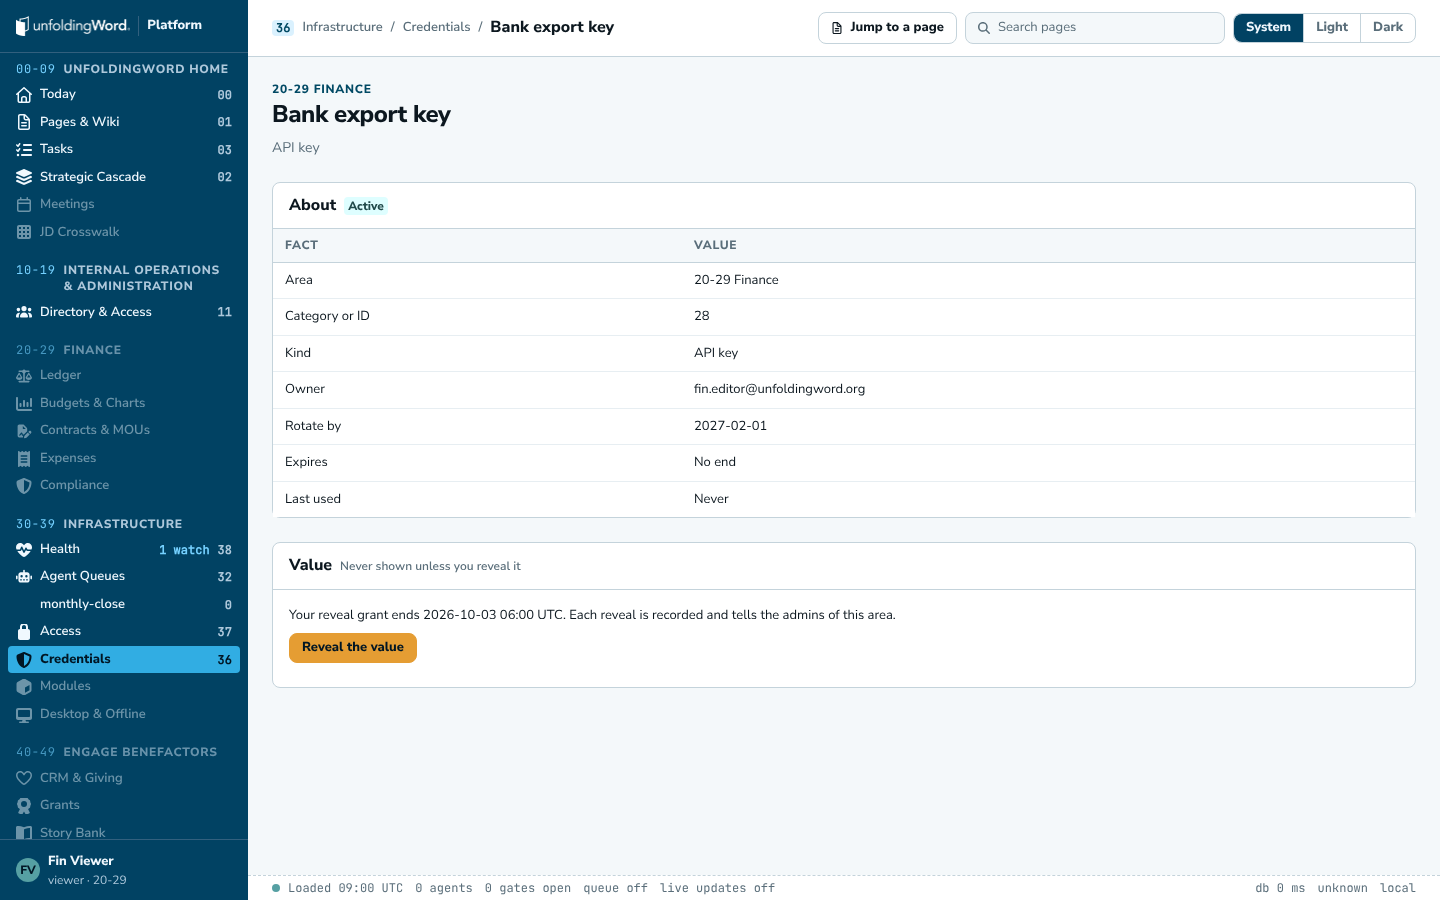 unfoldingWord Platform
00-09 UNFOLDINGWORD HOME
Today 00
Pages & Wiki 01
Tasks 03
Strategic Cascade 02
Meetings
JD Crosswalk
10-19 INTERNAL OPERATIONS
& ADMINISTRATION
Directory & Access 11
20-29 FINANCE
Ledger
Budgets & Charts
Contracts & MOUs
Expenses
Compliance
30-39 INFRASTRUCTURE
Health 1 watch 38
Agent Queues 32
monthly-close 0
Access 37
Credentials 36
Modules
Desktop & Offline
40-49 ENGAGE BENEFACTORS
CRM & Giving
Grants
Story Bank
FV Fin Viewer
viewer · 20-29
36 Infrastructure / Credentials / Bank export key
Jump to a page
Search pages
System Light Dark
20-29 FINANCE
Bank export key
API key
About Active
FACT VALUE
Area 20-29 Finance
Category or ID 28
Kind API key
Owner fin.editor@unfoldingword.org
Rotate by 2027-02-01
Expires No end
Last used Never
Value Never shown unless you reveal it
Your reveal grant ends 2026-10-03 06:00 UTC. Each reveal is recorded and tells the admins of this area.
Reveal the value
Loaded 09:00 UTC 0 agents 0 gates open queue off live updates off db 0 ms unknown local